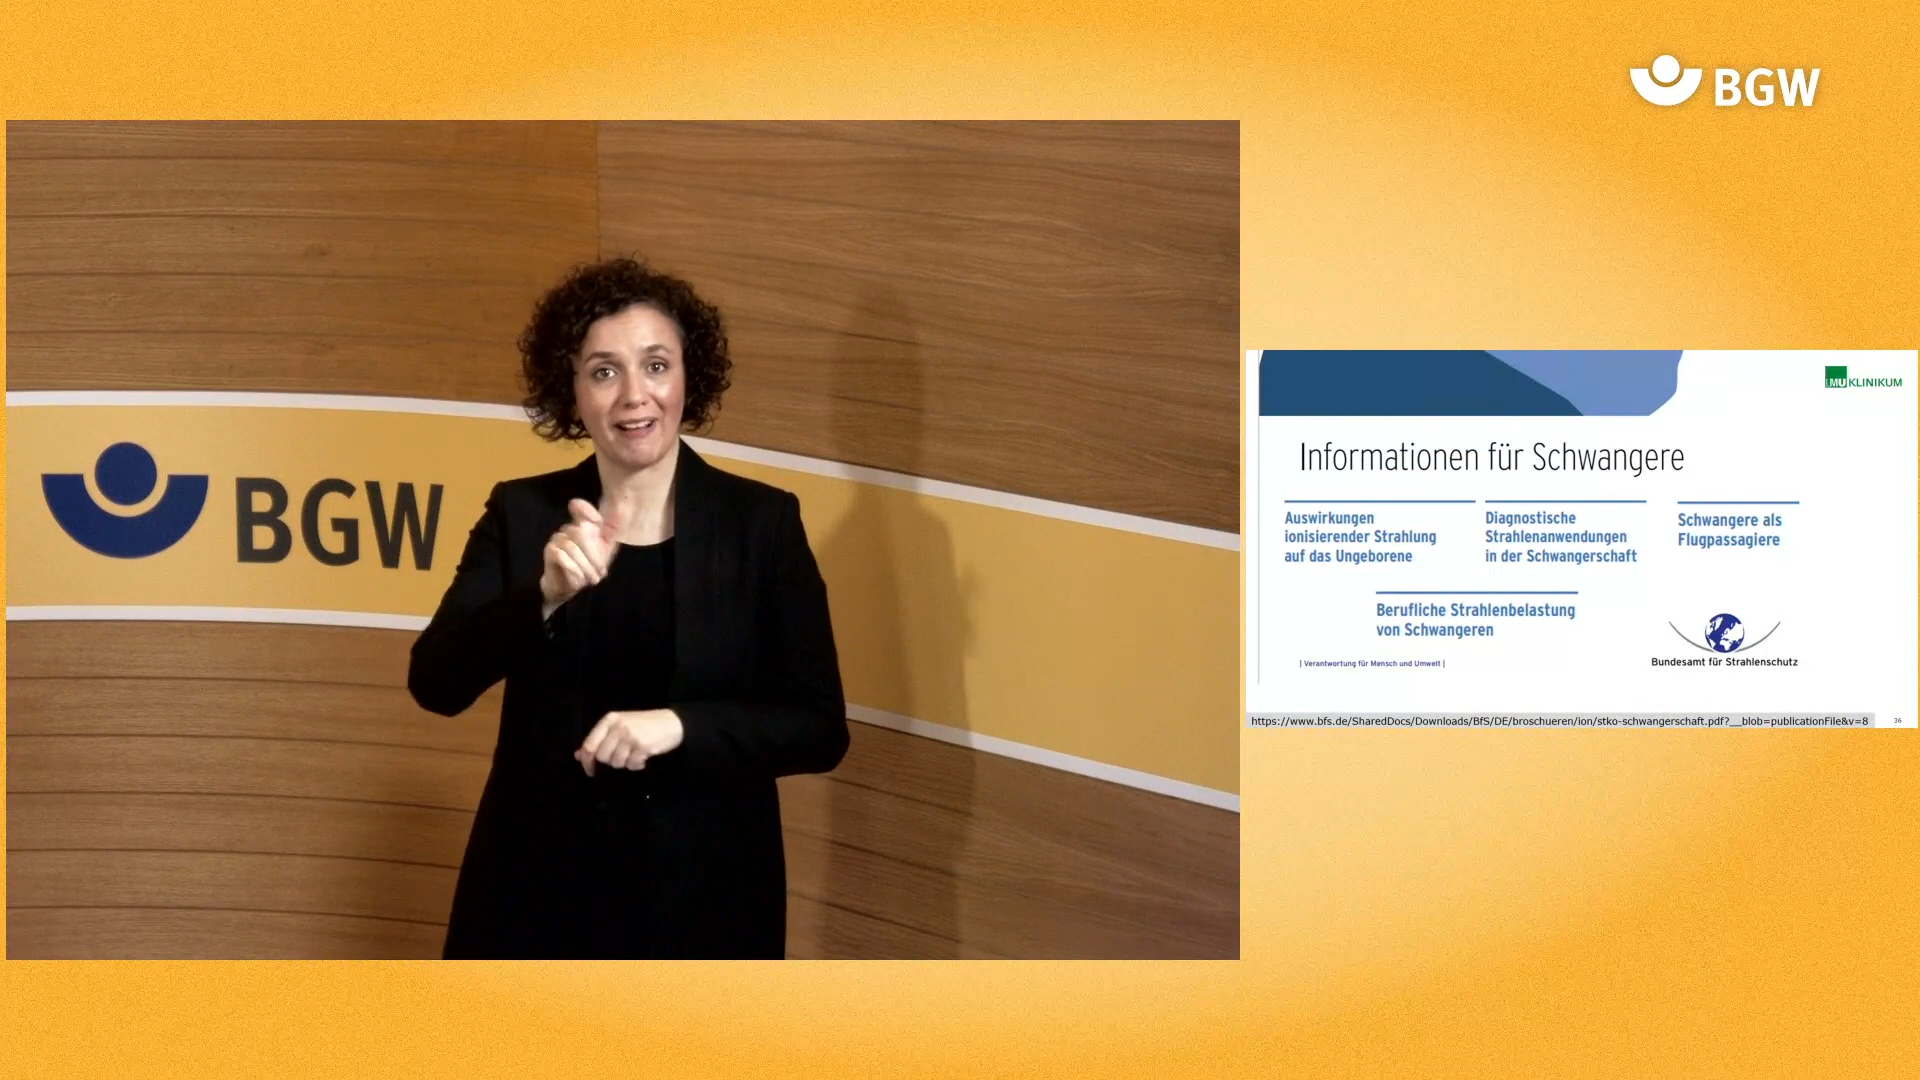 BGW
BGW
LMU KLINIKUM
Informationen für Schwangere
Auswirkungen
ionisierender Strahlung
auf das Ungeborene
Diagnostische
Strahlenanwendungen
in der Schwangerschaft
Schwangere als
Flugpassagiere
Berufliche Strahlenbelastung
von Schwangeren
| Verantwortung für Mensch und Umwelt |
Bundesamt für Strahlenschutz
https://www.bfs.de/SharedDocs/Downloads/BfS/DE/broschueren/ion/stko-schwangerschaft.pdf?__blob=publicationFile&v=8
36